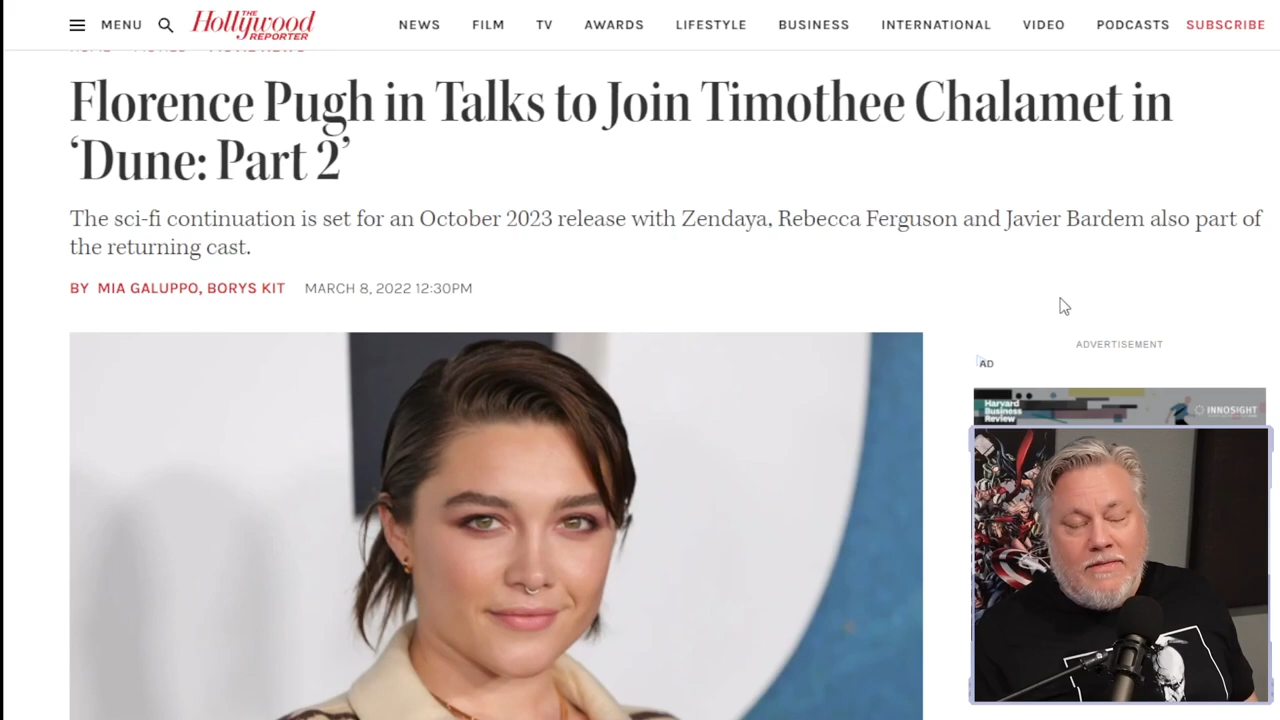 MENU
THE Hollywood REPORTER
NEWS FILM TV AWARDS LIFESTYLE BUSINESS INTERNATIONAL VIDEO PODCASTS SUBSCRIBE
Florence Pugh in Talks to Join Timothee Chalamet in
‘Dune: Part 2’
The sci-fi continuation is set for an October 2023 release with Zendaya, Rebecca Ferguson and Javier Bardem also part of
the returning cast.
BY MIA GALUPPO, BORYS KIT MARCH 8, 2022 12:30PM
ADVERTISEMENT
AD
Harvard
Business
Review
INNOSIGHT